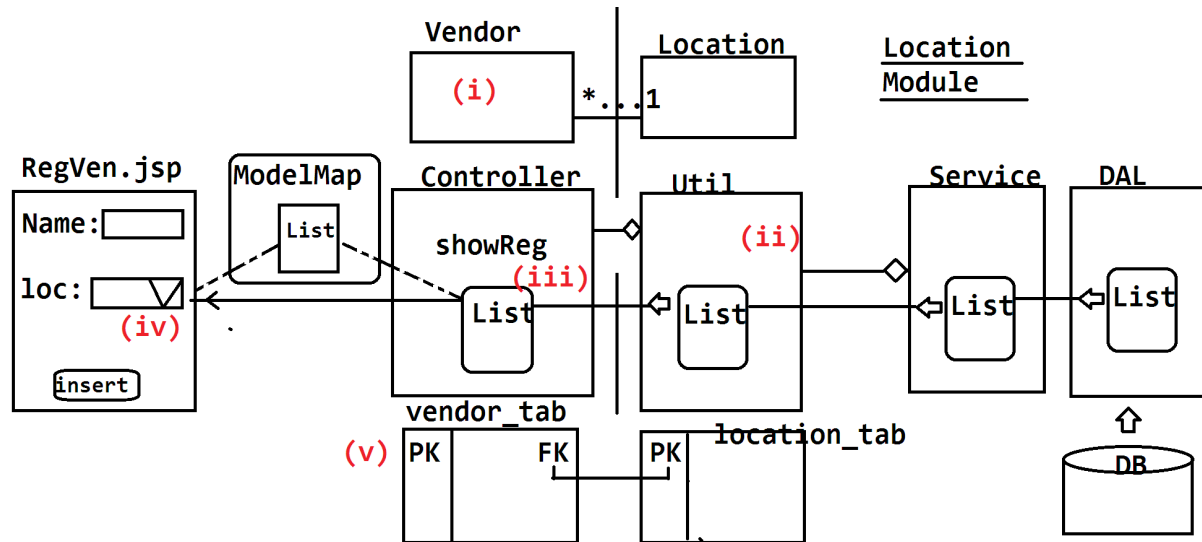 Vendor
Location
Location
Module
(i)
*...1
RegVen.jsp
ModelMap
Controller
Util
Service
DAL
Name:
List
showReg
(ii)
(iii)
loc:
List
List
List
List
(iv)
insert
vendor_tab
location_tab
(v)
PK
FK
PK
DB